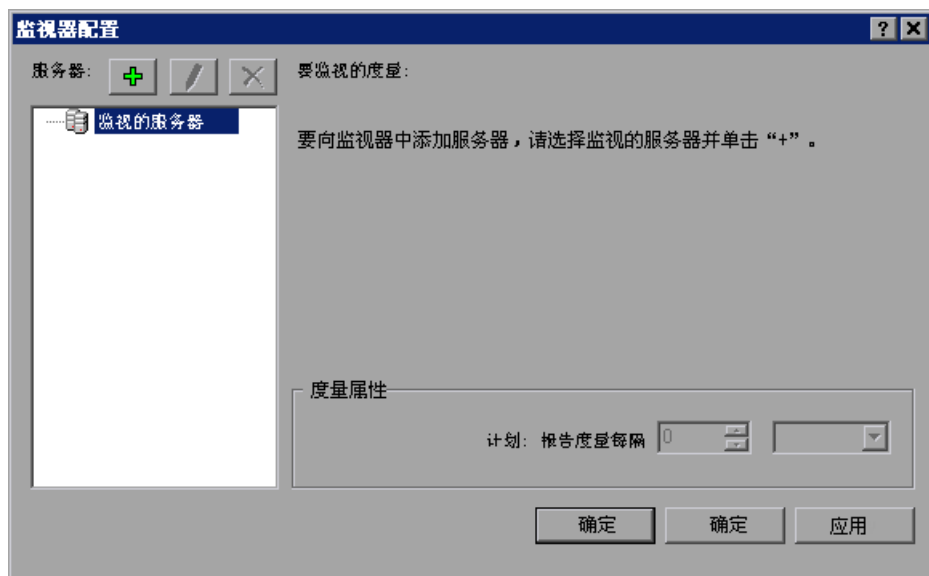 监视器配置
服务器:
要监视的度量:
监视的服务器
要向监视器中添加服务器，请选择监视的服务器并单击“+”。
度量属性
计划: 报告度量每隔 0
确定 确定 应用